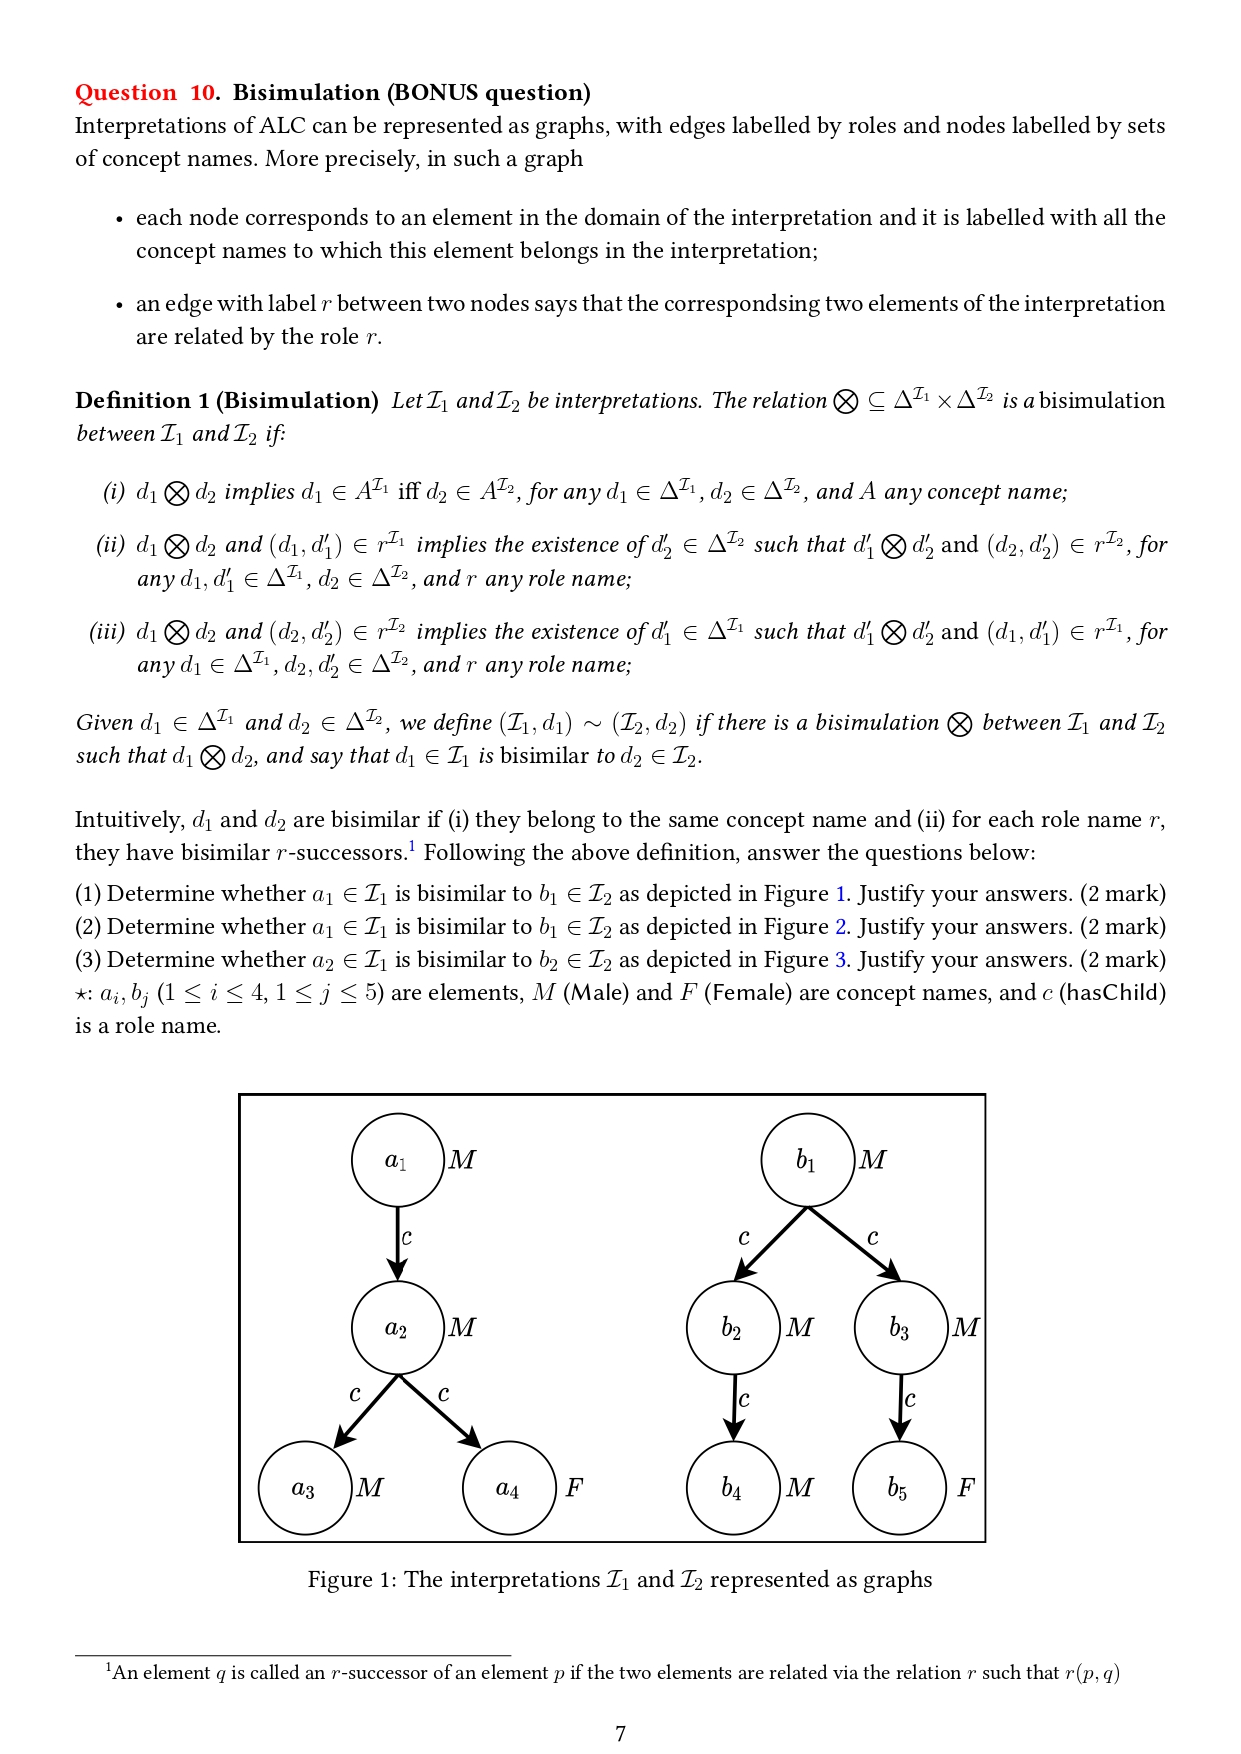 Question 10. Bisimulation (BONUS question)
Interpretations of ALC can be represented as graphs, with edges labelled by roles and nodes labelled by sets
of concept names. More precisely, in such a graph
• each node corresponds to an element in the domain of the interpretation and it is labelled with all the
concept names to which this element belongs in the interpretation;
• an edge with label r between two nodes says that the correspondsing two elements of the interpretation
are related by the role r.
Definition 1 (Bisimulation) Let ℐ₁ and ℐ₂ be interpretations. The relation ⨂ ⊆ Δ^ℐ₁ × Δ^ℐ₂ is a bisimulation
between ℐ₁ and ℐ₂ if:
(i) d₁ ⨂ d₂ implies d₁ ∈ A^ℐ₁ iff d₂ ∈ A^ℐ₂, for any d₁ ∈ Δ^ℐ₁, d₂ ∈ Δ^ℐ₂, and A any concept name;
(ii) d₁ ⨂ d₂ and (d₁, d′₁) ∈ r^ℐ₁ implies the existence of d′₂ ∈ Δ^ℐ₂ such that d′₁ ⨂ d′₂ and (d₂, d′₂) ∈ r^ℐ₂, for
any d₁, d′₁ ∈ Δ^ℐ₁, d₂ ∈ Δ^ℐ₂, and r any role name;
(iii) d₁ ⨂ d₂ and (d₂, d′₂) ∈ r^ℐ₂ implies the existence of d′₁ ∈ Δ^ℐ₁ such that d′₁ ⨂ d′₂ and (d₁, d′₁) ∈ r^ℐ₁, for
any d₁ ∈ Δ^ℐ₁, d₂, d′₂ ∈ Δ^ℐ₂, and r any role name;
Given d₁ ∈ Δ^ℐ₁ and d₂ ∈ Δ^ℐ₂, we define (ℐ₁, d₁) ∼ (ℐ₂, d₂) if there is a bisimulation ⨂ between ℐ₁ and ℐ₂
such that d₁ ⨂ d₂, and say that d₁ ∈ ℐ₁ is bisimilar to d₂ ∈ ℐ₂.
Intuitively, d₁ and d₂ are bisimilar if (i) they belong to the same concept name and (ii) for each role name r,
they have bisimilar r-successors.¹ Following the above definition, answer the questions below:
(1) Determine whether a₁ ∈ ℐ₁ is bisimilar to b₁ ∈ ℐ₂ as depicted in Figure 1. Justify your answers. (2 mark)
(2) Determine whether a₁ ∈ ℐ₁ is bisimilar to b₁ ∈ ℐ₂ as depicted in Figure 2. Justify your answers. (2 mark)
(3) Determine whether a₂ ∈ ℐ₁ is bisimilar to b₂ ∈ ℐ₂ as depicted in Figure 3. Justify your answers. (2 mark)
⋆: aᵢ, bⱼ (1 ≤ i ≤ 4, 1 ≤ j ≤ 5) are elements, M (Male) and F (Female) are concept names, and c (hasChild)
is a role name.
a₁ M b₁ M
c c c
a₂ M b₂ M b₃ M
c c c c
a₃ M a₄ F b₄ M b₅ F
Figure 1: The interpretations ℐ₁ and ℐ₂ represented as graphs
¹An element q is called an r-successor of an element p if the two elements are related via the relation r such that r(p, q)
7